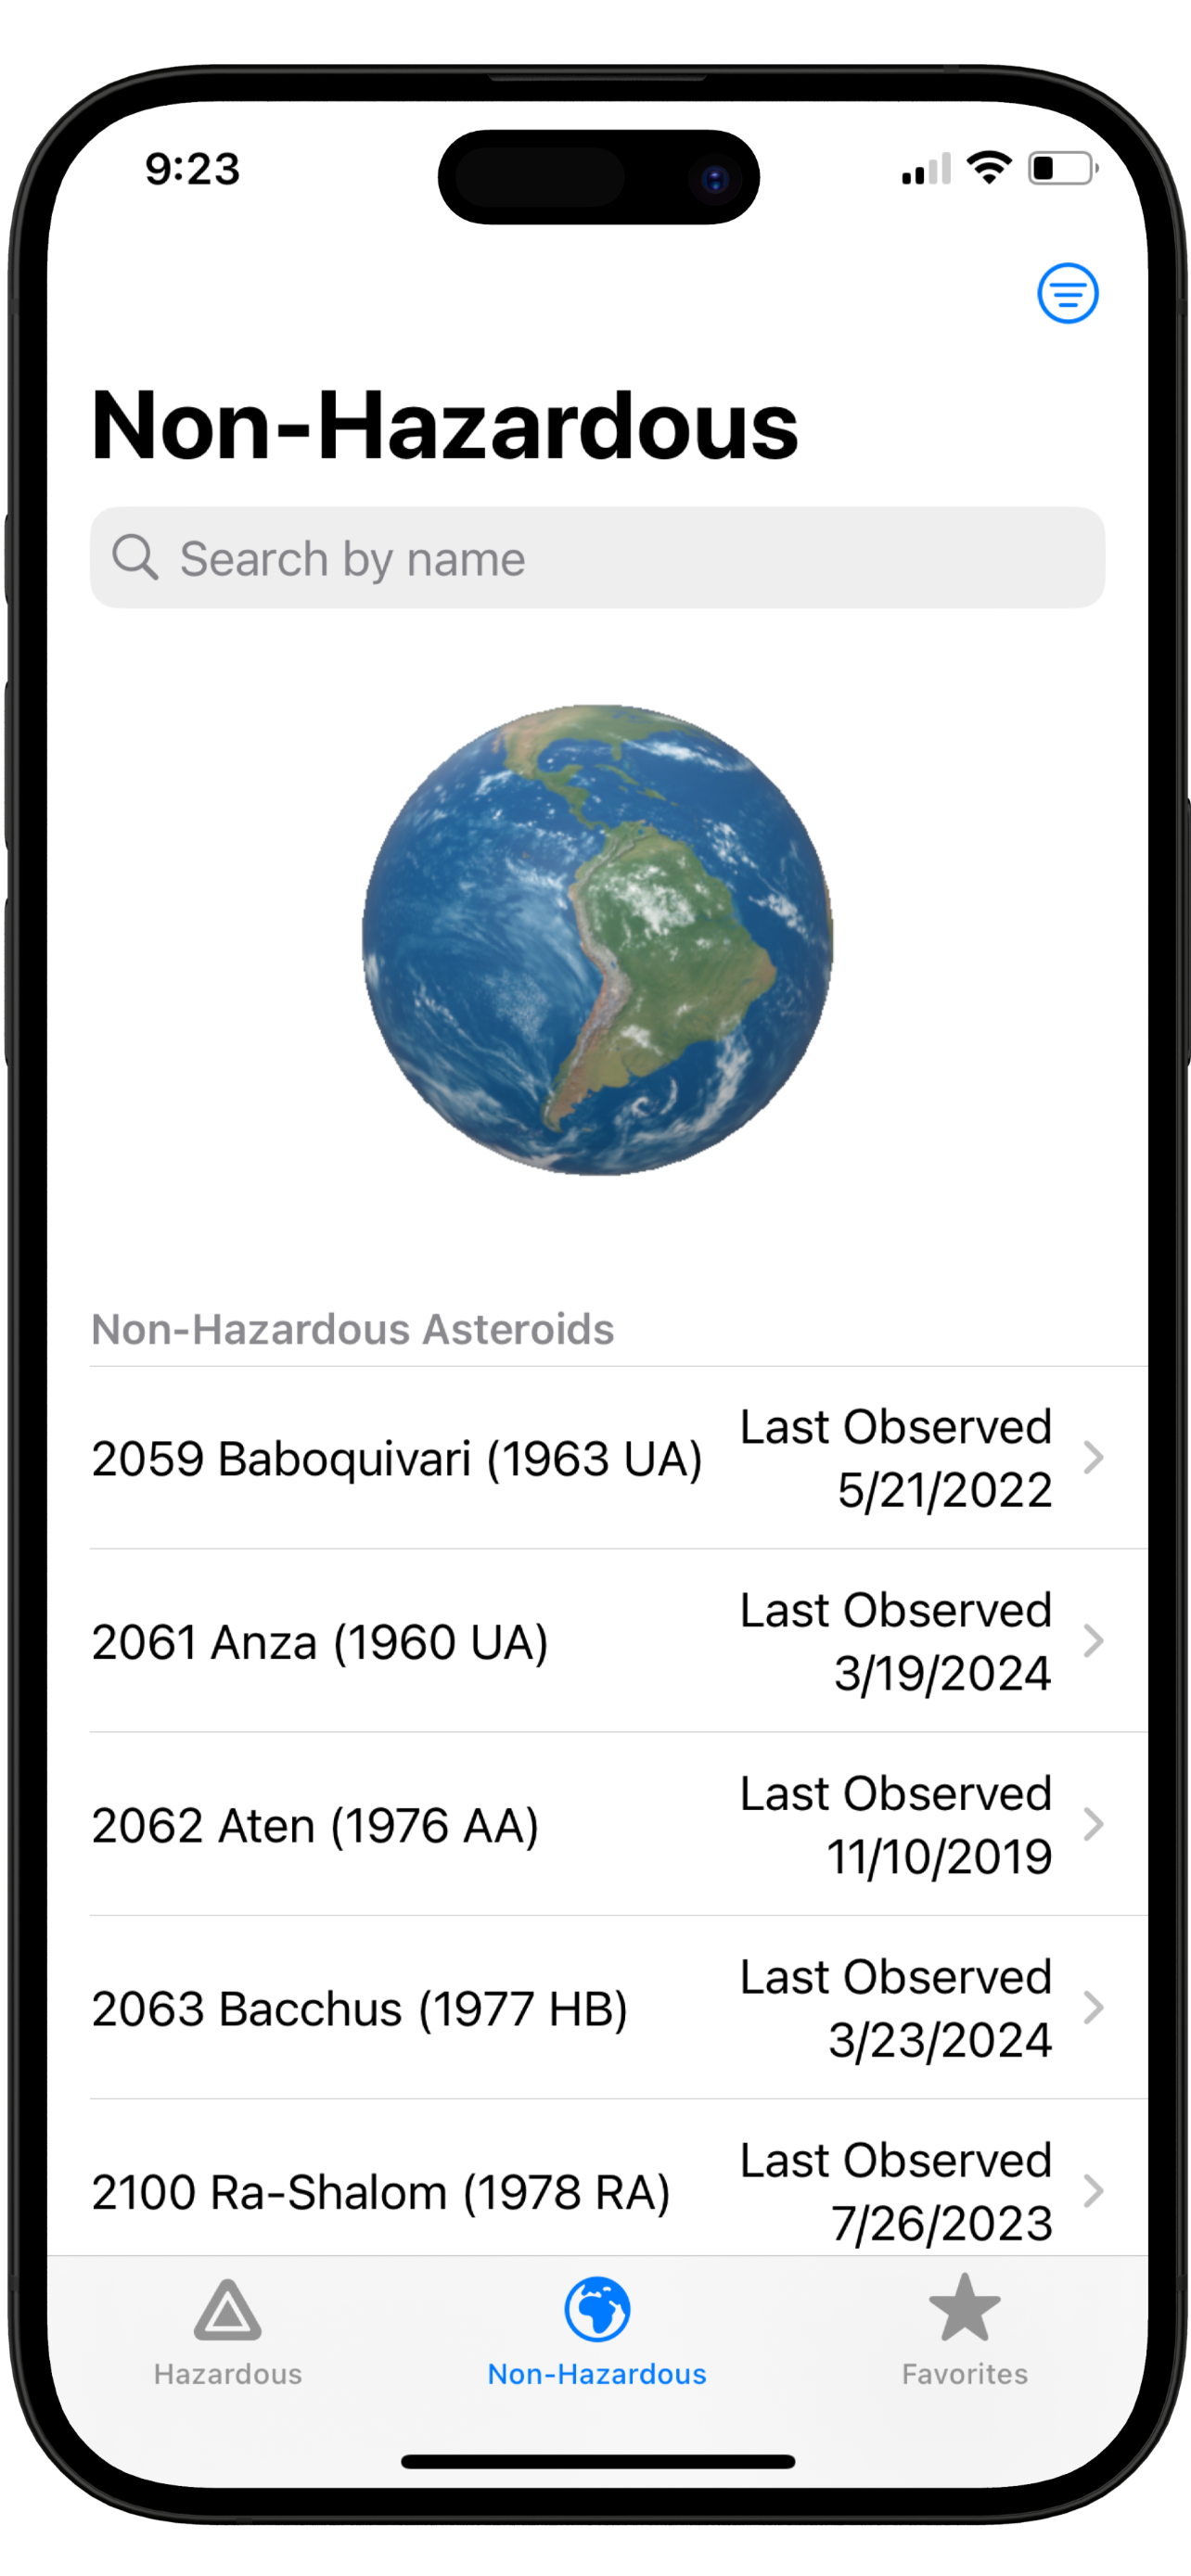 9:23
Non-Hazardous
Search by name
Non-Hazardous Asteroids
2059 Baboquivari (1963 UA)
Last Observed
5/21/2022
2061 Anza (1960 UA)
Last Observed
3/19/2024
2062 Aten (1976 AA)
Last Observed
11/10/2019
2063 Bacchus (1977 HB)
Last Observed
3/23/2024
2100 Ra-Shalom (1978 RA)
Last Observed
7/26/2023
Hazardous
Non-Hazardous
Favorites